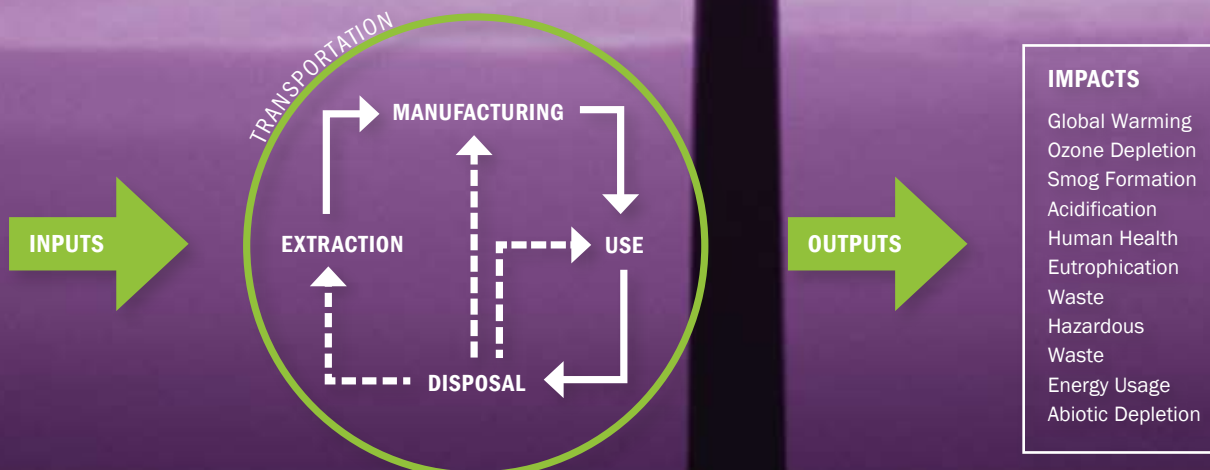 TRANSPORTATION
MANUFACTURING
INPUTS
EXTRACTION
USE
DISPOSAL
OUTPUTS
IMPACTS
Global Warming
Ozone Depletion
Smog Formation
Acidification
Human Health
Eutrophication
Waste
Hazardous
Waste
Energy Usage
Abiotic Depletion